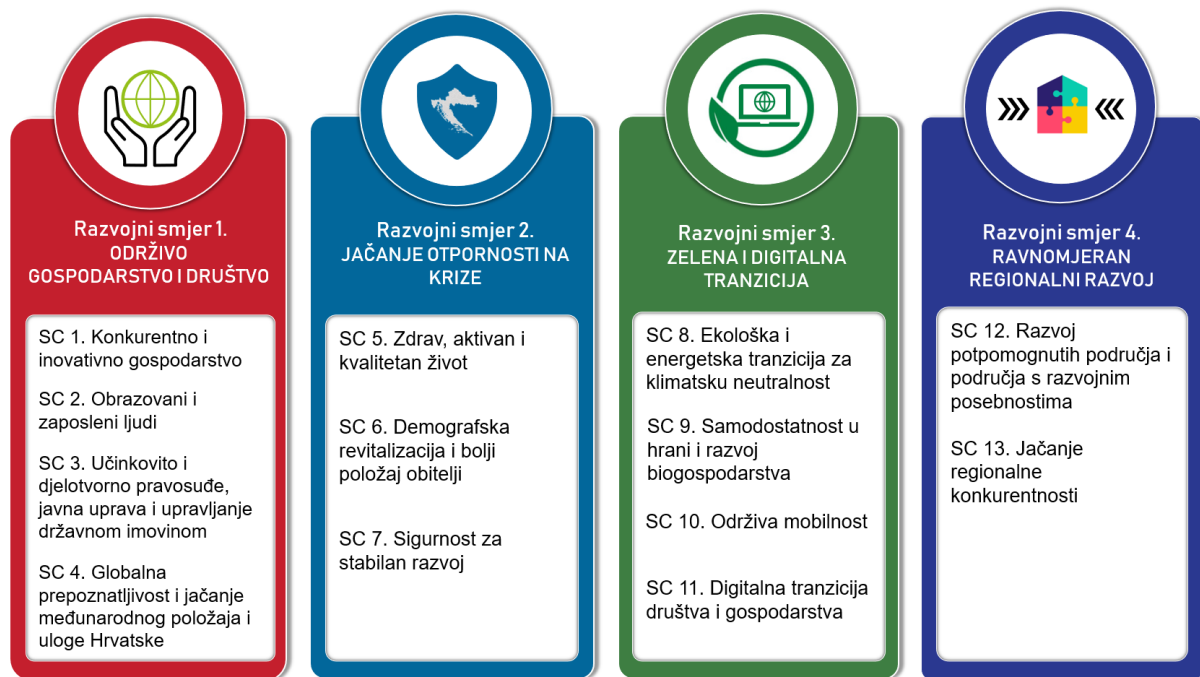 Razvojni smjer 1.
ODRŽIVO
GOSPODARSTVO I DRUŠTVO
SC 1. Konkurentno i
inovativno gospodarstvo
SC 2. Obrazovani i
zaposleni ljudi
SC 3. Učinkovito i
djelotvorno pravosuđe,
javna uprava i upravljanje
državnom imovinom
SC 4. Globalna
prepoznatljivost i jačanje
međunarodnog položaja i
uloge Hrvatske
Razvojni smjer 2.
JAČANJE OTPORNOSTI NA
KRIZE
SC 5. Zdrav, aktivan i
kvalitetan život
SC 6. Demografska
revitalizacija i bolji
položaj obitelji
SC 7. Sigurnost za
stabilan razvoj
Razvojni smjer 3.
ZELENA I DIGITALNA
TRANZICIJA
SC 8. Ekološka i
energetska tranzicija za
klimatsku neutralnost
SC 9. Samodostatnost u
hrani i razvoj
biogospodarstva
SC 10. Održiva mobilnost
SC 11. Digitalna tranzicija
društva i gospodarstva
Razvojni smjer 4.
RAVNOMJERAN
REGIONALNI RAZVOJ
SC 12. Razvoj
potpomognutih područja i
područja s razvojnim
posebnostima
SC 13. Jačanje
regionalne
konkurentnosti